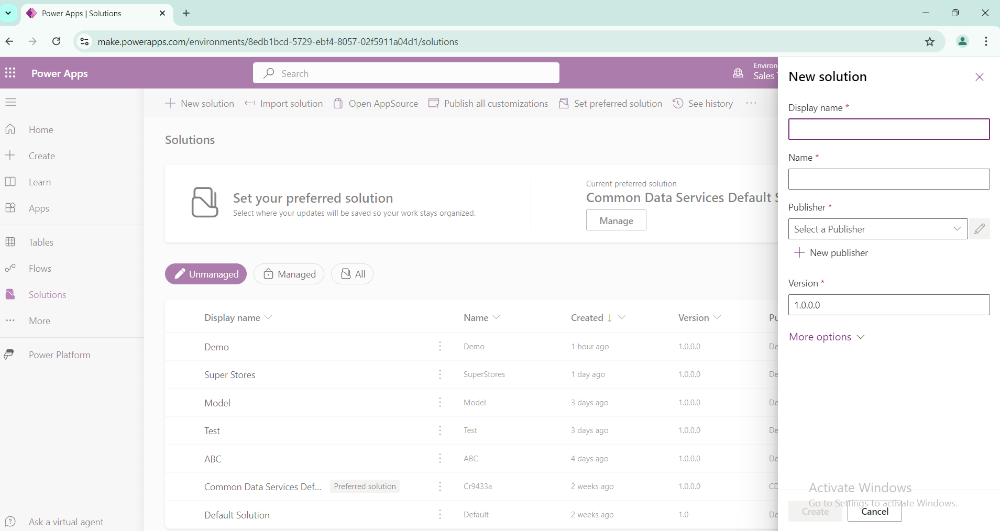 Power Apps | Solutions
make.powerapps.com/environments/8edb1bcd-5729-ebf4-8057-02f5911a04d1/solutions
Power Apps
Search
Environ
Sales
New solution
Import solution
Open AppSource
Publish all customizations
Set preferred solution
See history
Home
Create
Learn
Apps
Tables
Flows
Solutions
More
Power Platform
Ask a virtual agent
Solutions
Set your preferred solution
Select where your updates will be saved so your work stays organized.
Current preferred solution
Common Data Services Default S
Manage
Unmanaged Managed All
Display name Name Created Version Pu
Demo Demo 1 hour ago 1.0.0.0 De
Super Stores SuperStores 1 day ago 1.0.0.0 De
Model Model 3 days ago 1.0.0.0 De
Test Test 3 days ago 1.0.0.0 De
ABC ABC 4 days ago 1.0.0.0 De
Common Data Services Def... Preferred solution Cr9433a 2 weeks ago 1.0.0.0 CD
Default Solution Default 2 weeks ago 1.0 De
New solution
Display name *
Name *
Publisher *
Select a Publisher
New publisher
Version *
1.0.0.0
More options
Activate Windows
Go to Settings to activate Windows.
Create Cancel